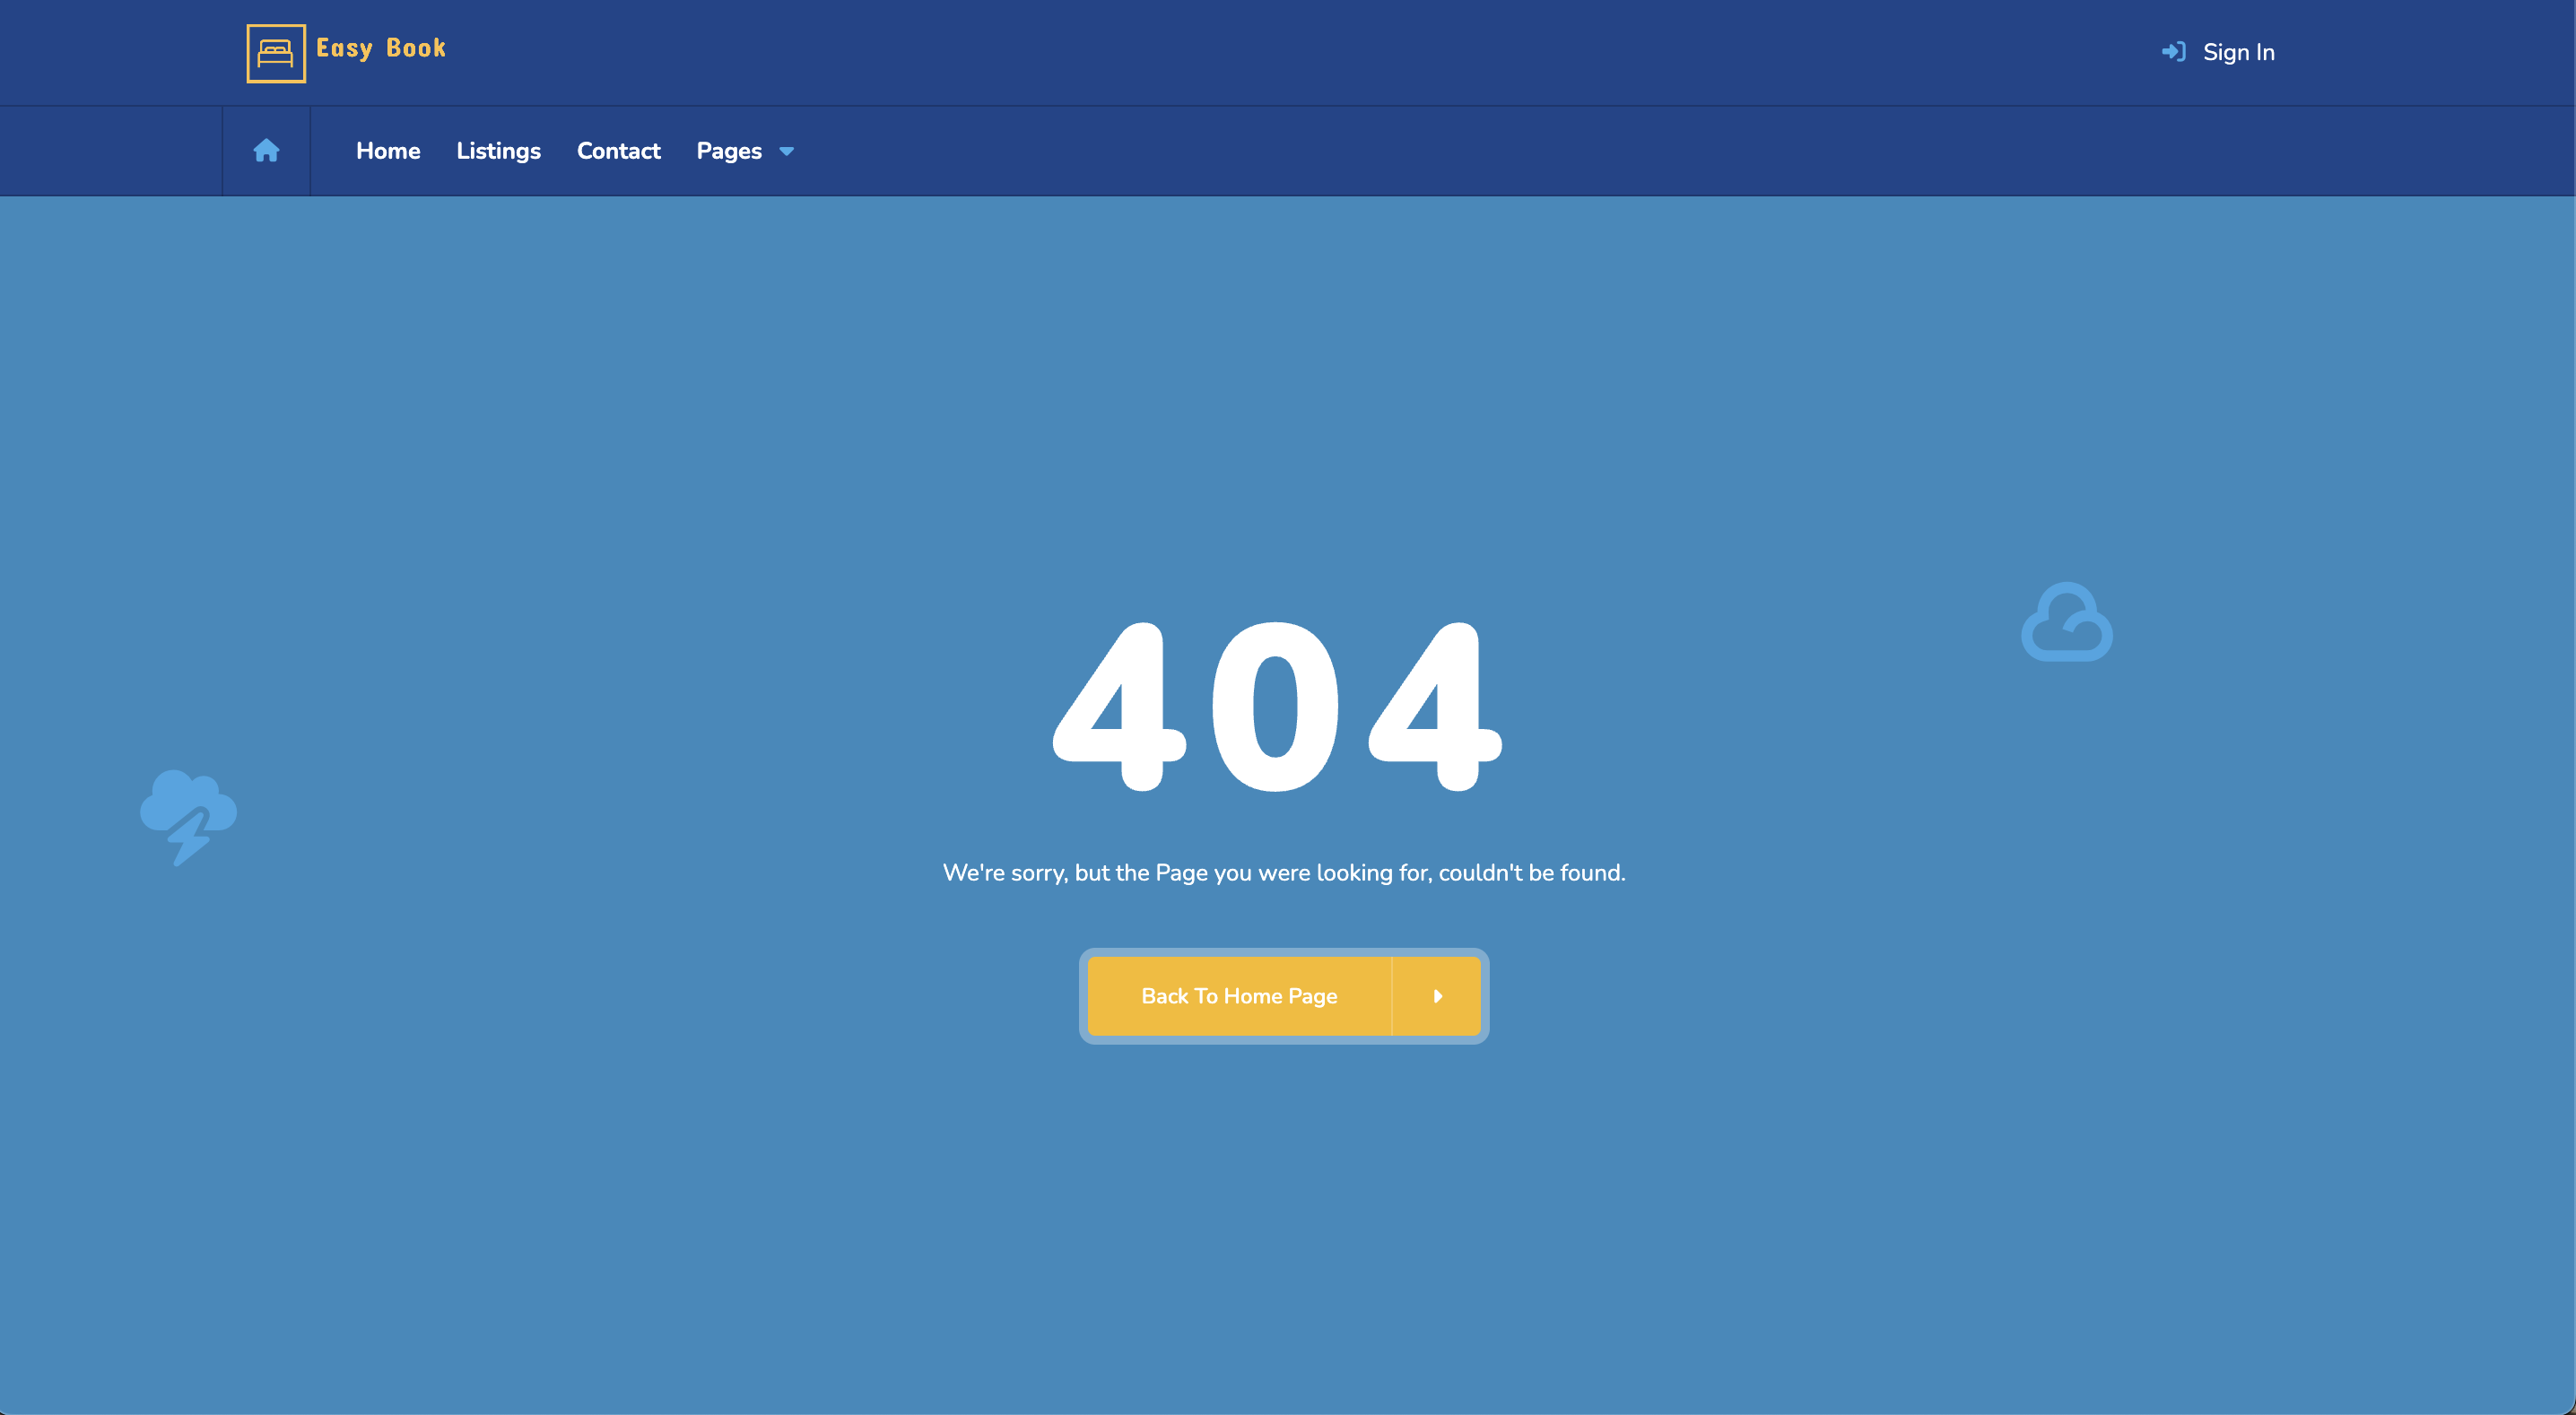 Easy Book
Sign In
Home Listings Contact Pages
404
We're sorry, but the Page you were looking for, couldn't be found.
Back To Home Page